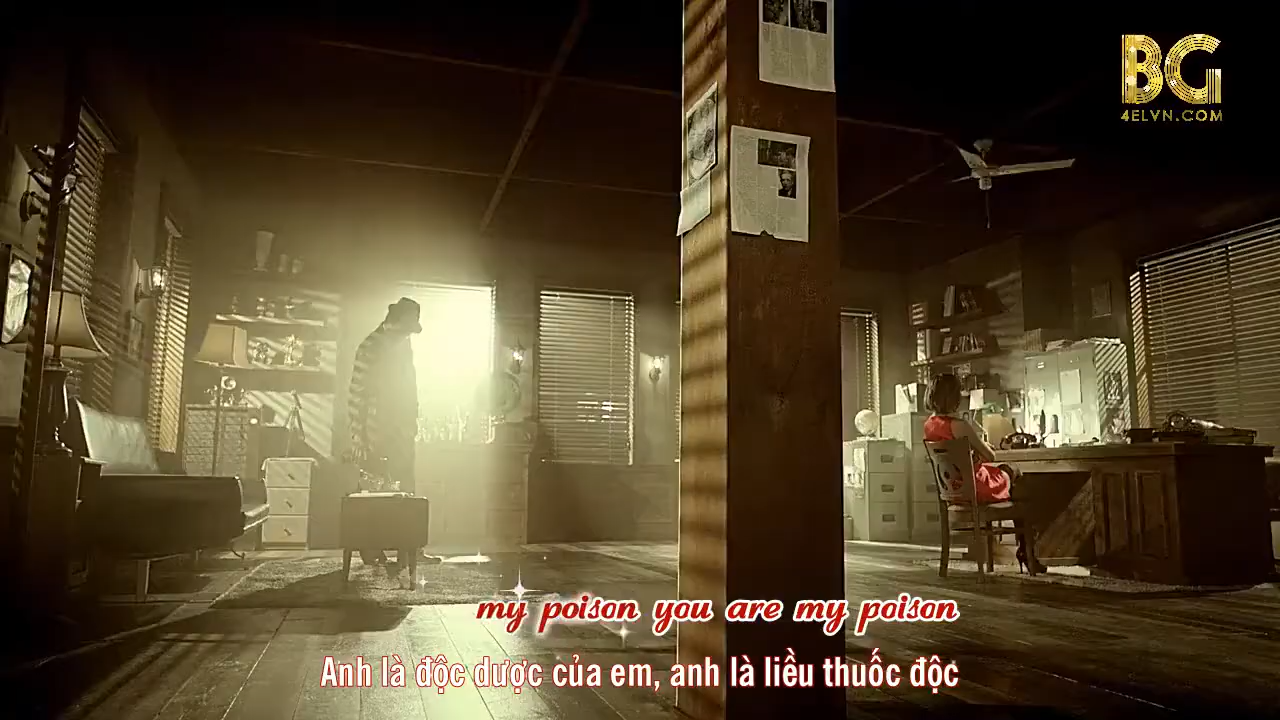 BG
4ELVN.COM
my poison you are my poison
Anh là độc dược của em, anh là liều thuốc độc